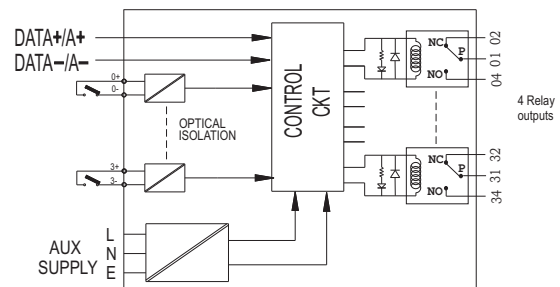 DATA+/A+
DATA−/A−
0+
0-
OPTICAL
ISOLATION
3+
3-
AUX
SUPPLY
L
N
E
CONTROL
CKT
NC
P
NO
02
01
04
4 Relay
outputs
NC
P
NO
32
31
34